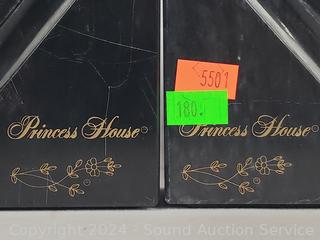 5501
180.
Princess House©
Princess House©
Copyright 2024 - Sound Auction Service